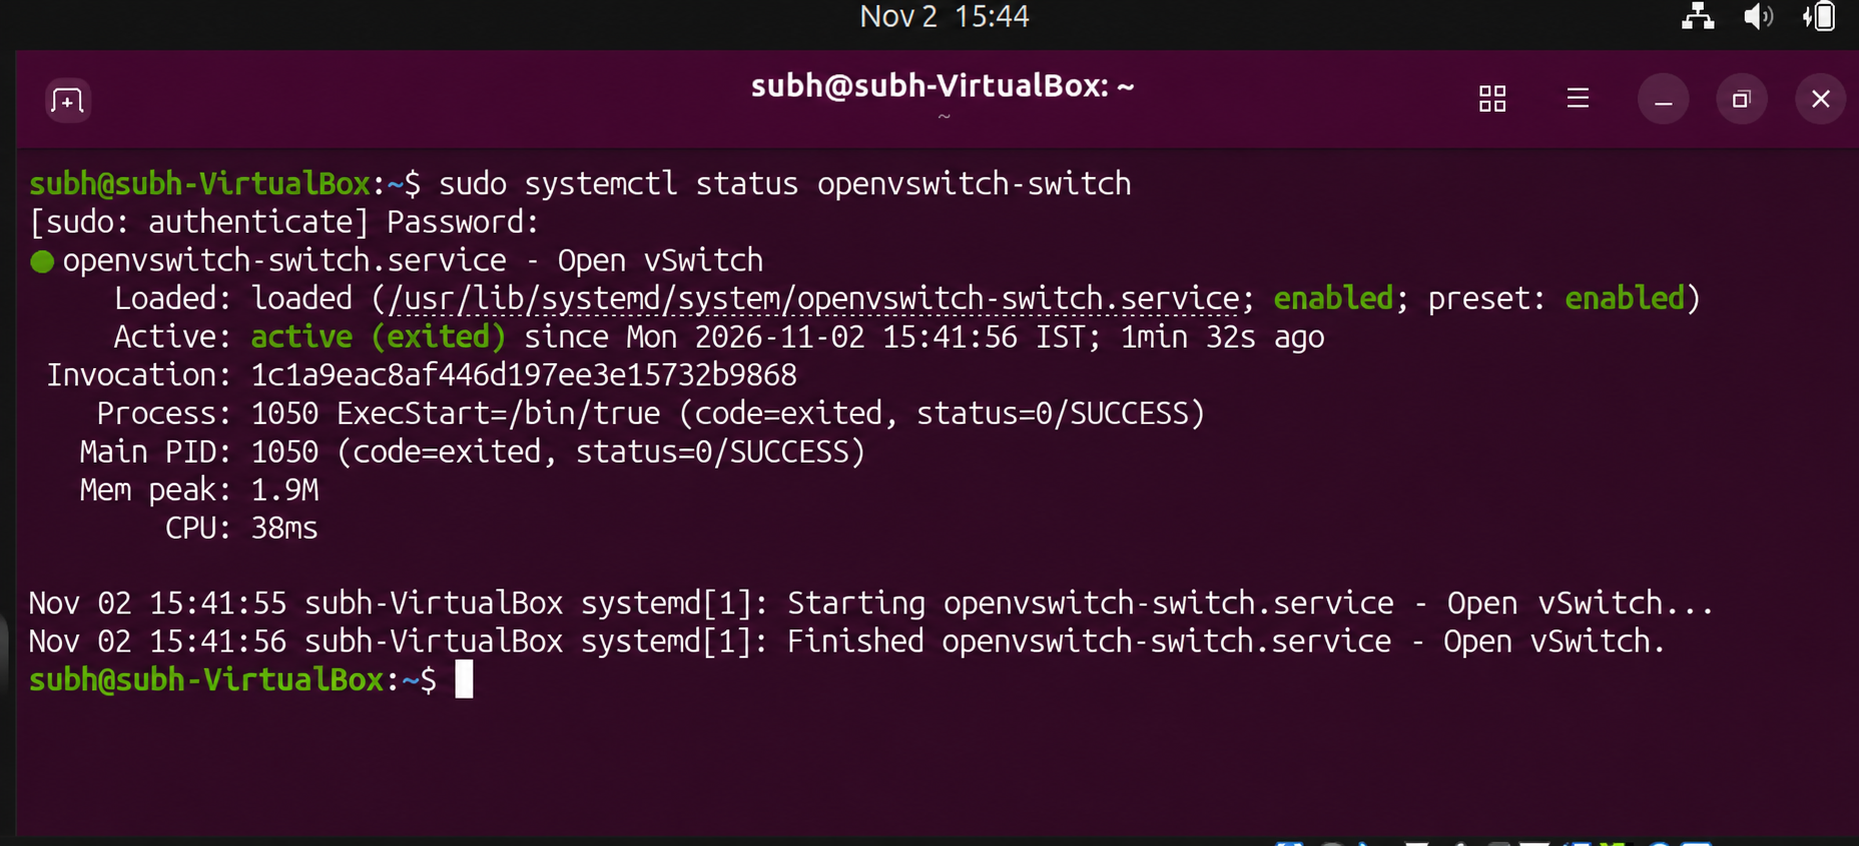 Nov 2 15:44
subh@subh-VirtualBox: ~
~
subh@subh-VirtualBox:~$ sudo systemctl status openvswitch-switch
[sudo: authenticate] Password:
openvswitch-switch.service - Open vSwitch
Loaded: loaded (/usr/lib/systemd/system/openvswitch-switch.service; enabled; preset: enabled)
Active: active (exited) since Mon 2026-11-02 15:41:56 IST; 1min 32s ago
Invocation: 1c1a9eac8af446d197ee3e15732b9868
Process: 1050 ExecStart=/bin/true (code=exited, status=0/SUCCESS)
Main PID: 1050 (code=exited, status=0/SUCCESS)
Mem peak: 1.9M
CPU: 38ms
Nov 02 15:41:55 subh-VirtualBox systemd[1]: Starting openvswitch-switch.service - Open vSwitch...
Nov 02 15:41:56 subh-VirtualBox systemd[1]: Finished openvswitch-switch.service - Open vSwitch.
subh@subh-VirtualBox:~$